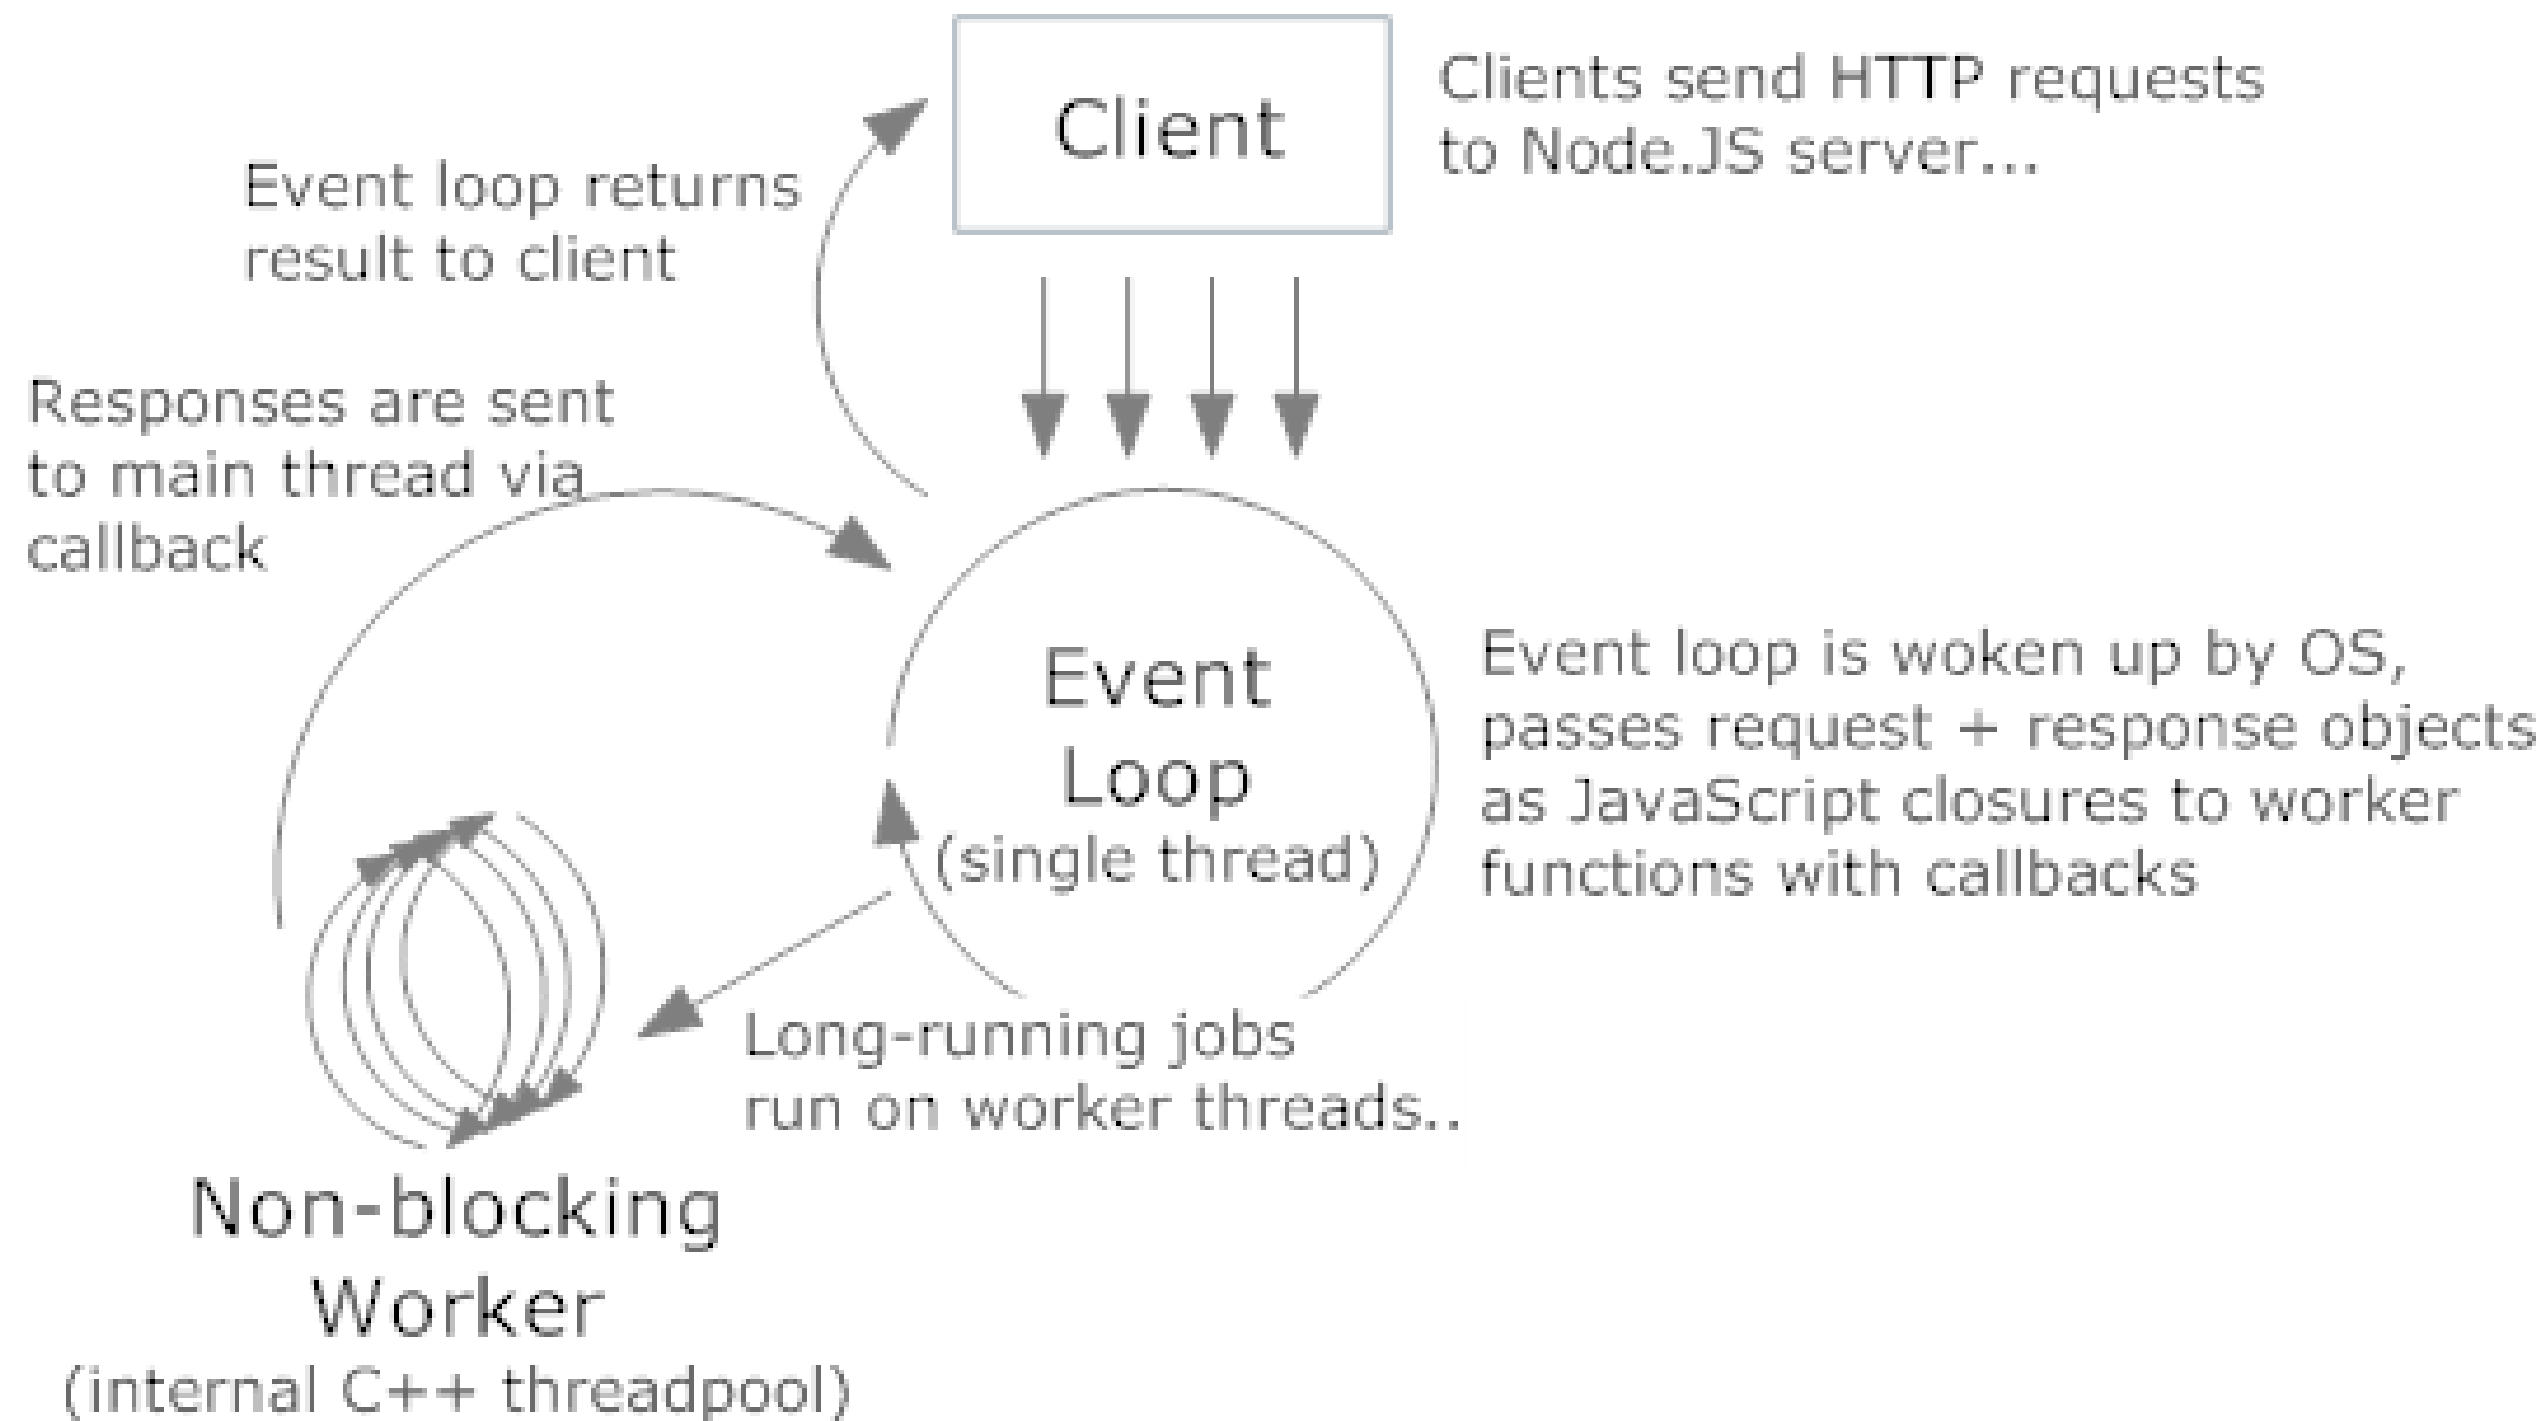 Client
Clients send HTTP requests
to Node.JS server...
Event loop returns
result to client
Responses are sent
to main thread via
callback
Event
Loop
(single thread)
Event loop is woken up by OS,
passes request + response objects
as JavaScript closures to worker
functions with callbacks
Long-running jobs
run on worker threads..
Non-blocking
Worker
(internal C++ threadpool)